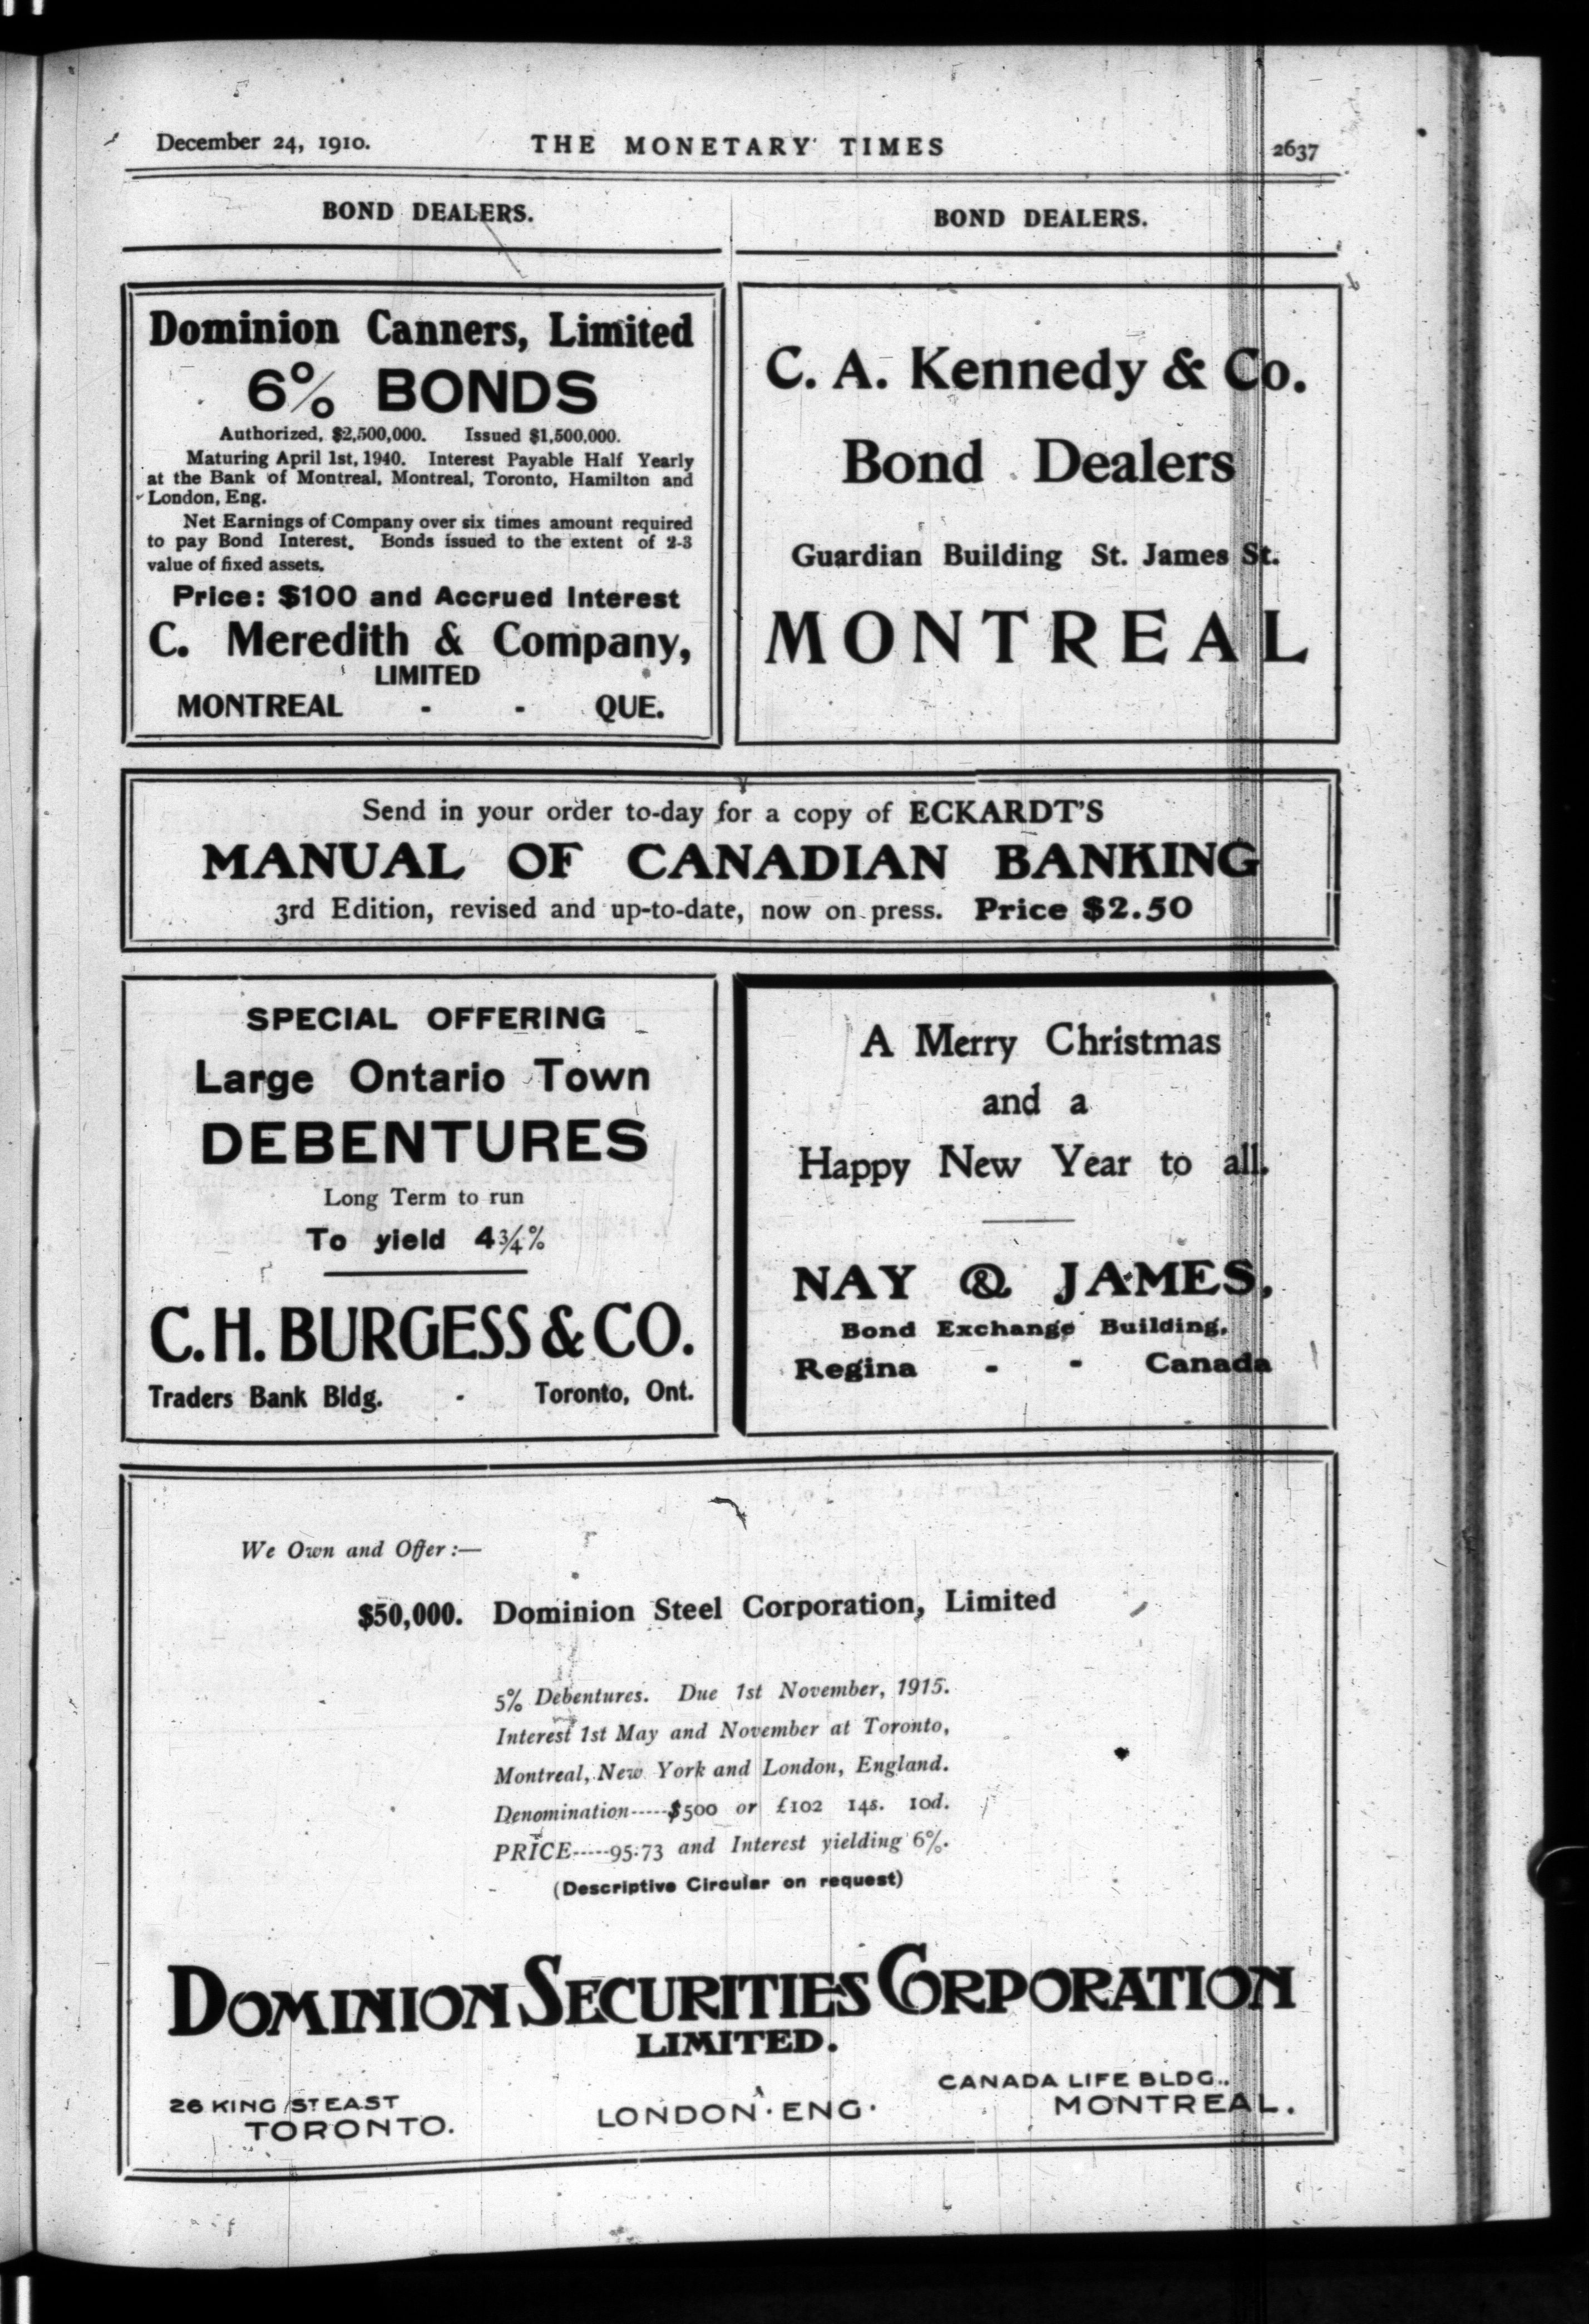 December 24, 1910.
THE MONETARY TIMES
2637
BOND DEALERS.
BOND DEALERS.
Dominion Canners, Limited
6% BONDS
Authorized, $2,500,000. Issued $1,500,000.
Maturing April 1st, 1940. Interest Payable Half Yearly
at the Bank of Montreal, Montreal, Toronto, Hamilton and
London, Eng.
Net Earnings of Company over six times amount required
to pay Bond Interest. Bonds issued to the extent of 2-3
value of fixed assets.
Price: $100 and Accrued Interest
C. Meredith & Company,
LIMITED
MONTREAL - - QUE.
C. A. Kennedy & Co.
Bond Dealers
Guardian Building St. James St.
MONTREAL
Send in your order to-day for a copy of ECKARDT'S
MANUAL OF CANADIAN BANKING
3rd Edition, revised and up-to-date, now on press. Price $2.50
SPECIAL OFFERING
Large Ontario Town
DEBENTURES
Long Term to run
To yield 4¾%
C. H. BURGESS & CO.
Traders Bank Bldg. - Toronto, Ont.
A Merry Christmas
and a
Happy New Year to all.
NAY & JAMES,
Bond Exchange Building,
Regina - - Canada
We Own and Offer:—
$50,000. Dominion Steel Corporation, Limited
5% Debentures. Due 1st November, 1915.
Interest 1st May and November at Toronto,
Montreal, New York and London, England.
Denomination-----$500 or £102 14s. 10d.
PRICE-----95.73 and Interest yielding 6%.
(Descriptive Circular on request)
DOMINION SECURITIES CORPORATION
LIMITED.
26 KING ST EAST
TORONTO.
LONDON · ENG.
CANADA LIFE BLDG.,
MONTREAL.